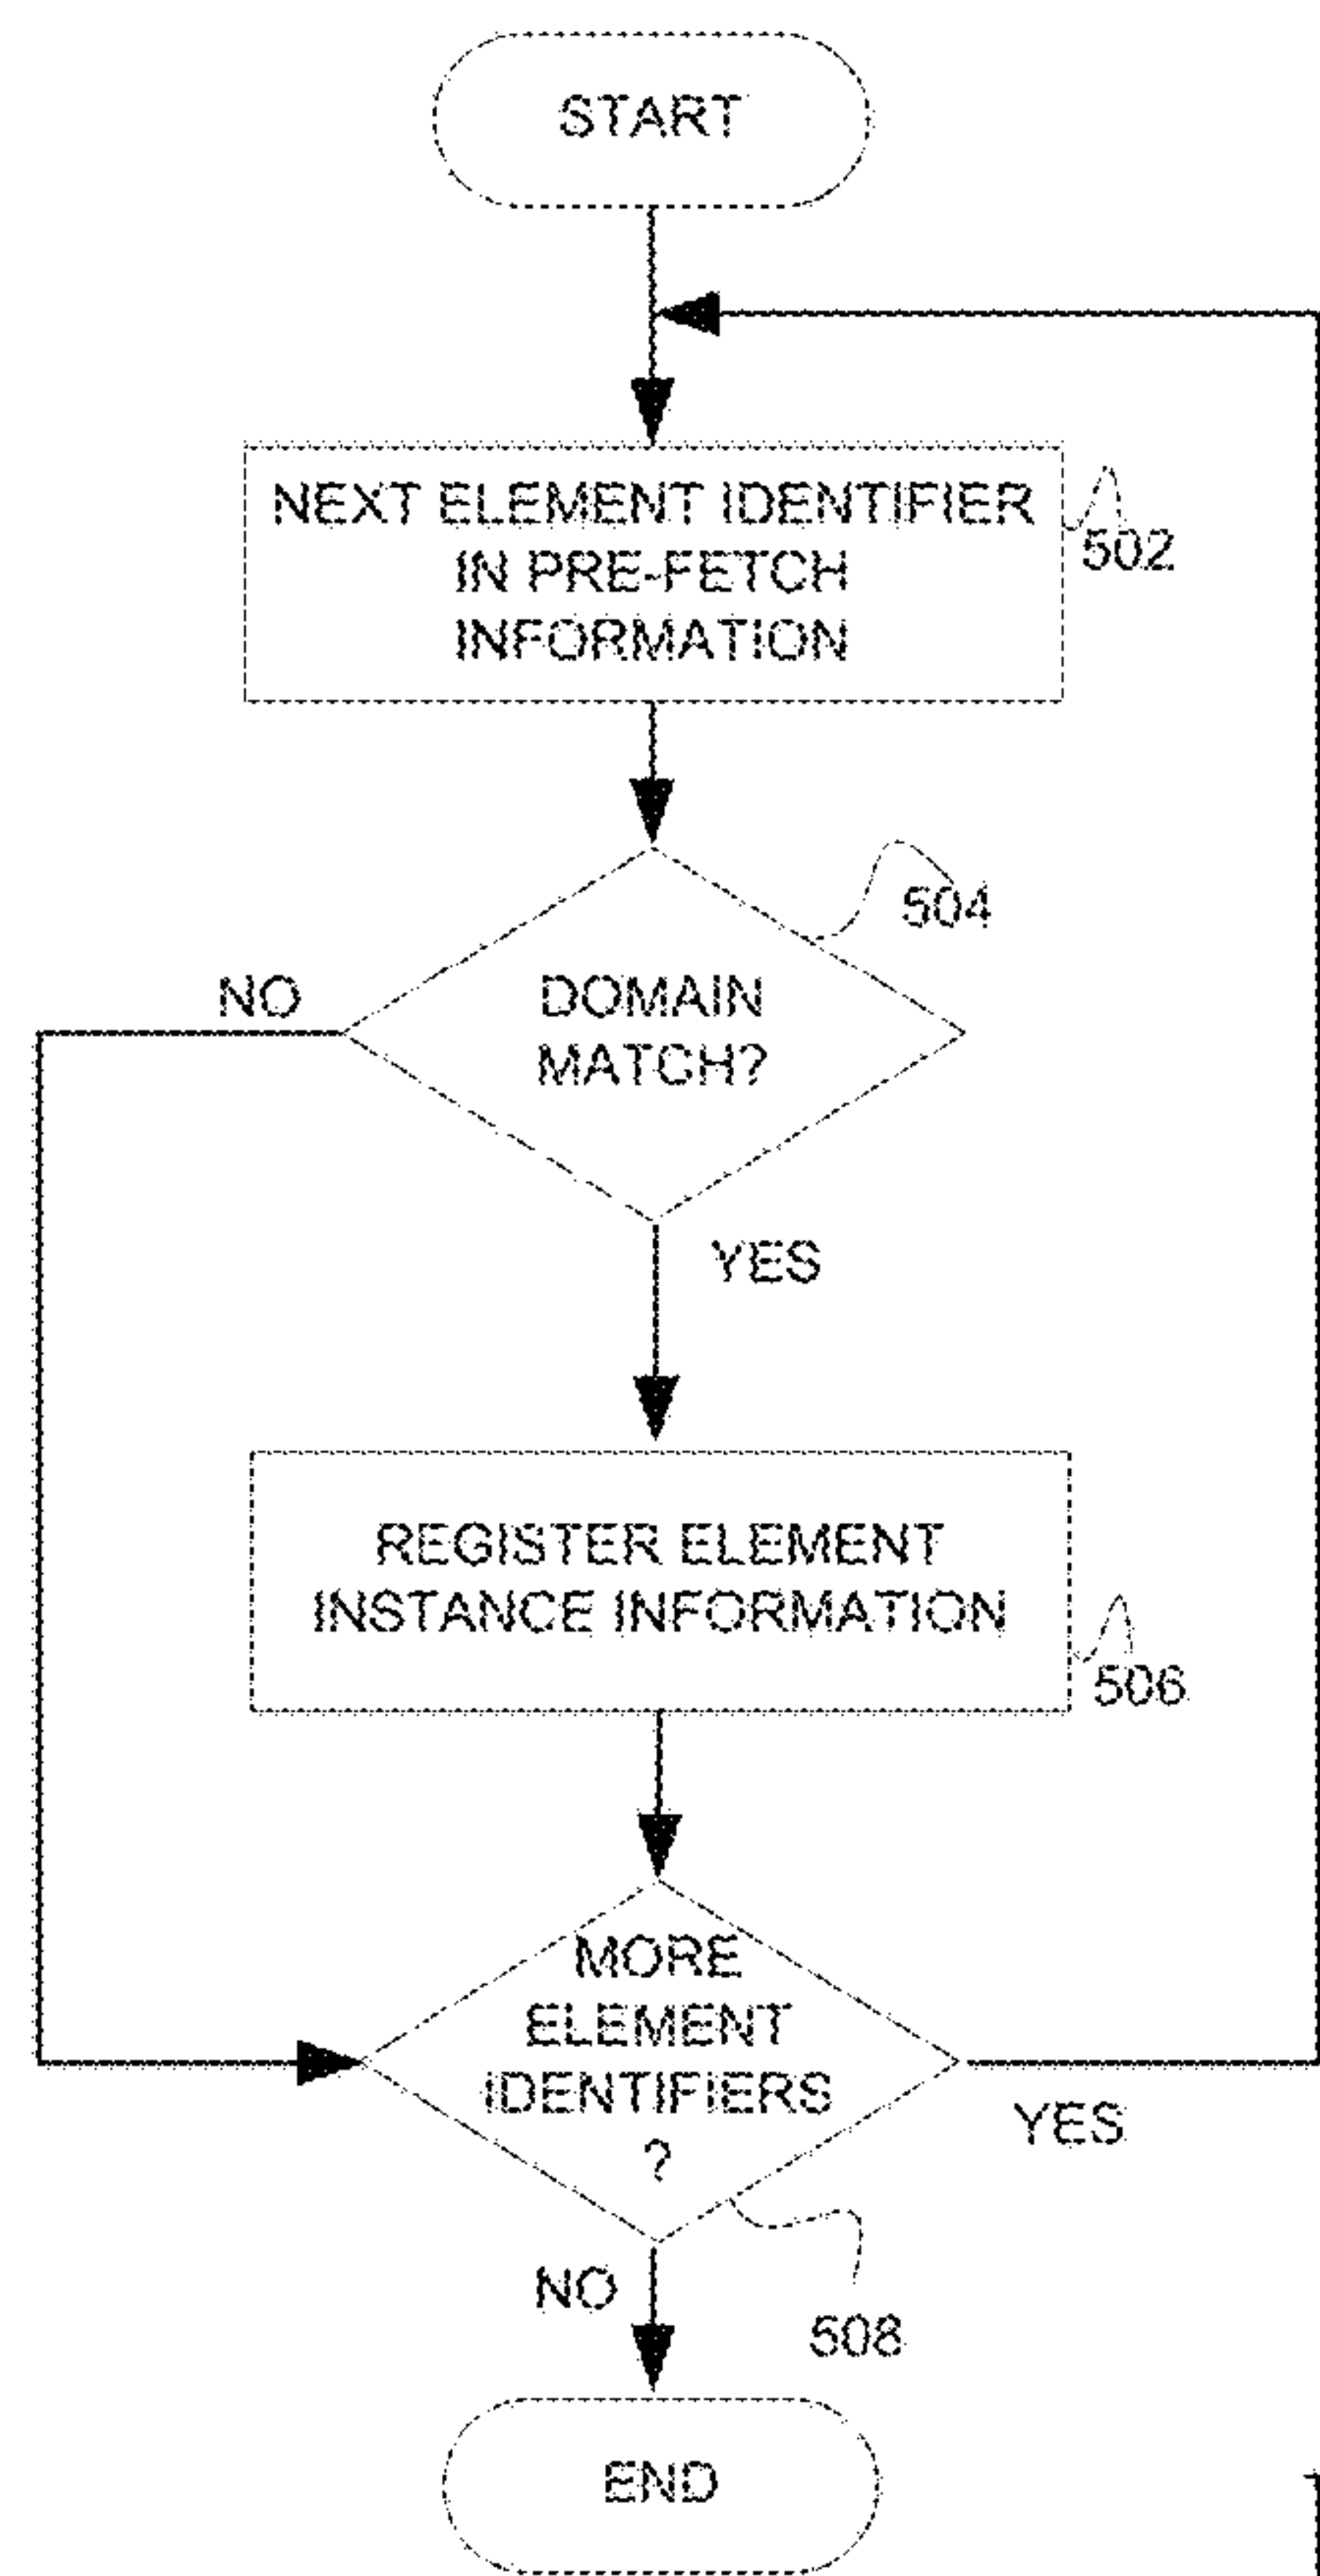 START
NEXT ELEMENT IDENTIFIER
IN PRE-FETCH
INFORMATION
502
504
NO
DOMAIN
MATCH?
YES
REGISTER ELEMENT
INSTANCE INFORMATION
506
MORE
ELEMENT
IDENTIFIERS
?
YES
NO
508
END